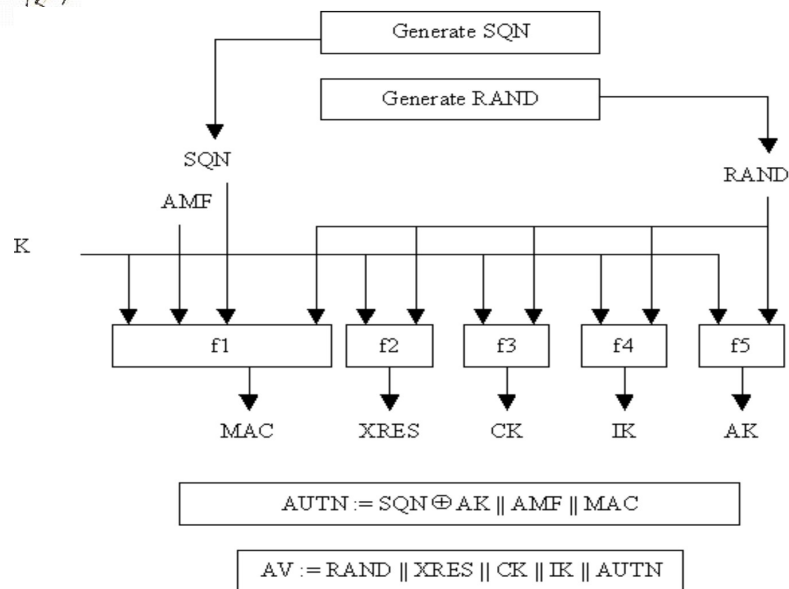 Generate SQN
Generate RAND
SQN
RAND
AMF
K
f1 f2 f3 f4 f5
MAC XRES CK IK AK
AUTN := SQN ⊕ AK || AMF || MAC
AV := RAND || XRES || CK || IK || AUTN